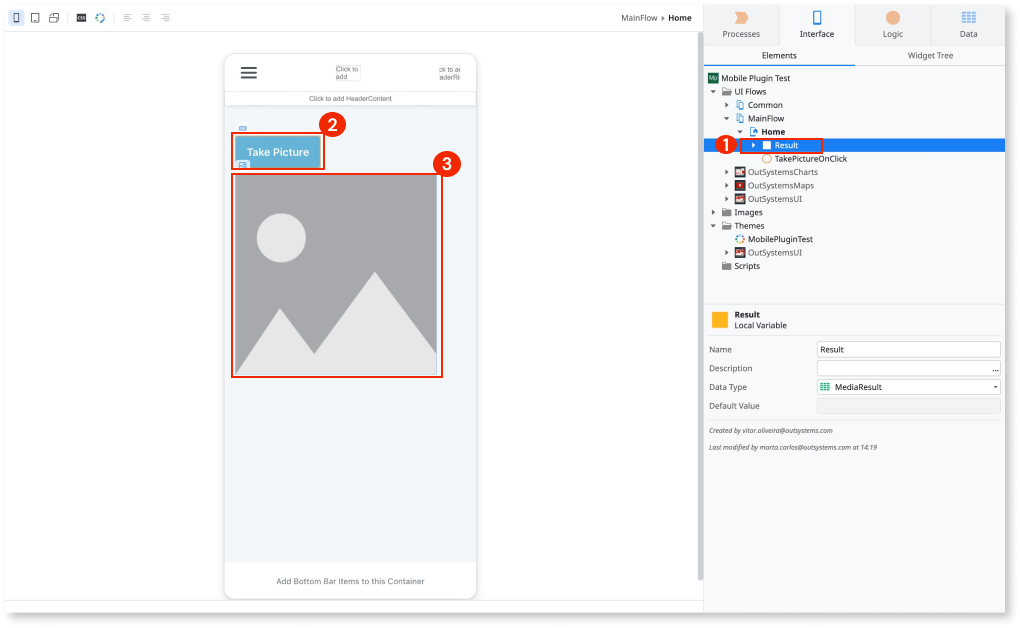 CSS
MainFlow > Home
Processes
Interface
Logic
Data
Elements
Widget Tree
Click to
add
ck to a
aderRi
Click to add HeaderContent
Take Picture
2
3
1
Mp Mobile Plugin Test
UI Flows
Common
MainFlow
Home
Result
TakePictureOnClick
OutSystemsCharts
OutSystemsMaps
OutSystemsUI
Images
Themes
MobilePluginTest
OutSystemsUI
Scripts
Result
Local Variable
Name Result
Description ...
Data Type MediaResult
Default Value
Created by vitor.oliveira@outsystems.com
Last modified by marta.carlos@outsystems.com at 14:19
Add Bottom Bar Items to this Container